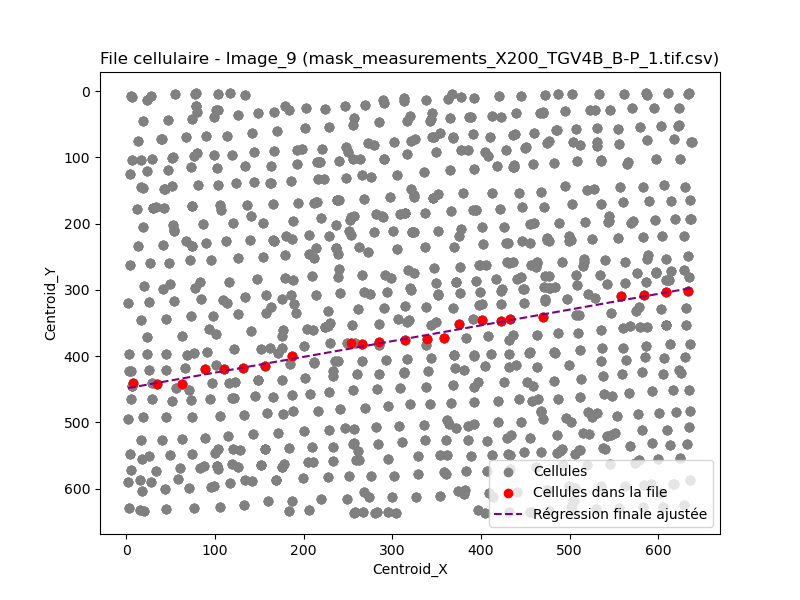 File cellulaire - Image_9 (mask_measurements_X200_TGV4B_B-P_1.tif.csv)
0
100
200
300
400
500
600
Centroid_Y
Cellules
Cellules dans la file
Régression finale ajustée
0 100 200 300 400 500 600
Centroid_X